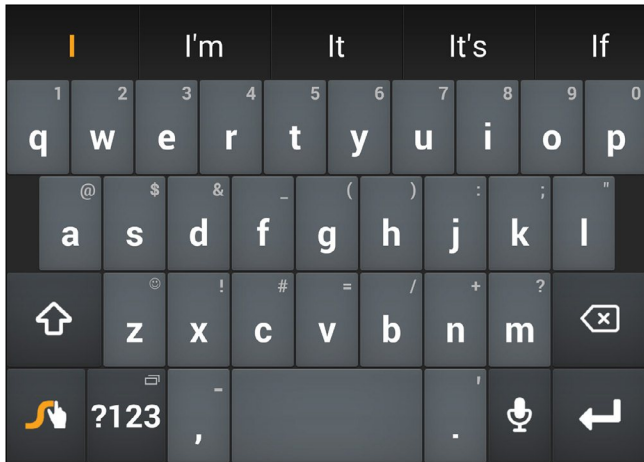 I I'm It It's If
1 2 3 4 5 6 7 8 9 0
q w e r t y u i o p
@ $ & _ ( ) : ; "
a s d f g h j k l
! # = / + ?
z x c v b n m
- '
?123 , .